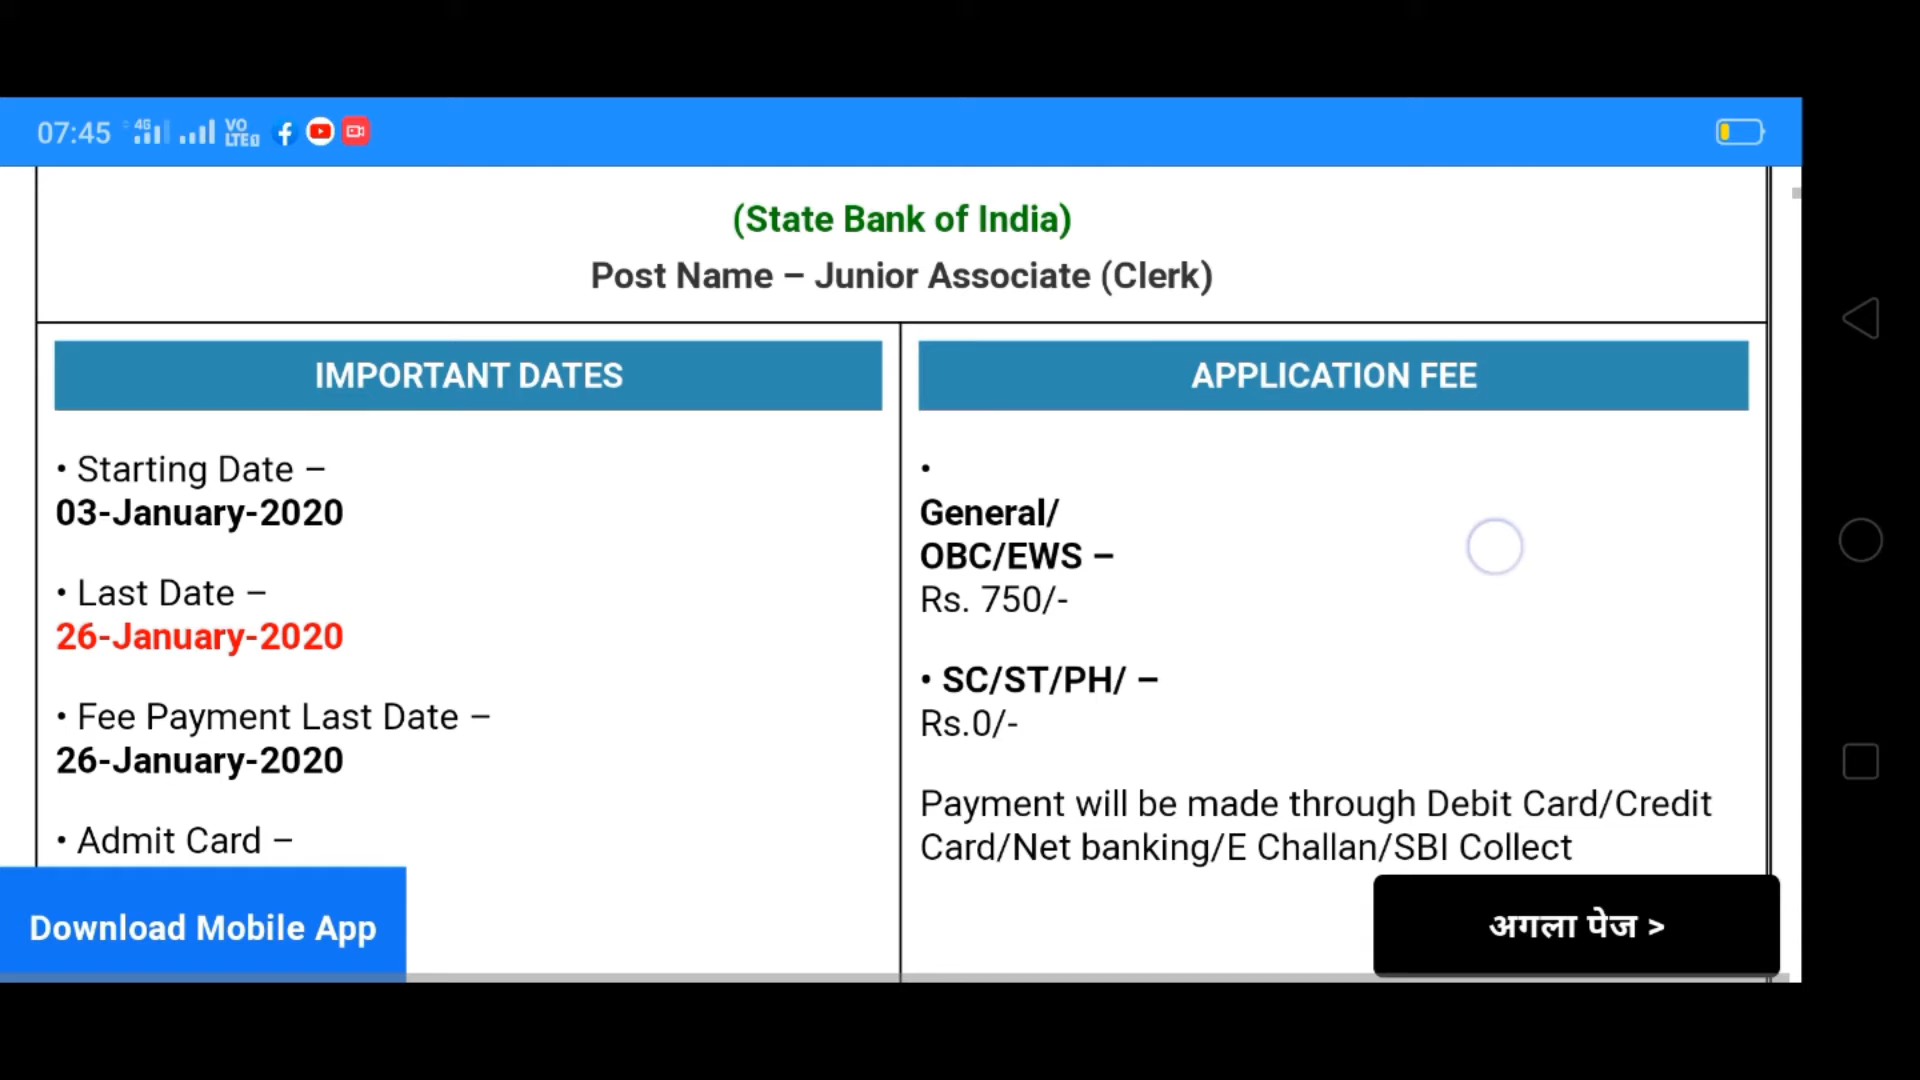 07:45 4G VO LTE1
(State Bank of India)
Post Name – Junior Associate (Clerk)
IMPORTANT DATES
• Starting Date –
03-January-2020
• Last Date –
26-January-2020
• Fee Payment Last Date –
26-January-2020
• Admit Card –
APPLICATION FEE
•
General/
OBC/EWS –
Rs. 750/-
• SC/ST/PH/ –
Rs.0/-
Payment will be made through Debit Card/Credit
Card/Net banking/E Challan/SBI Collect
Download Mobile App
अगला पेज >